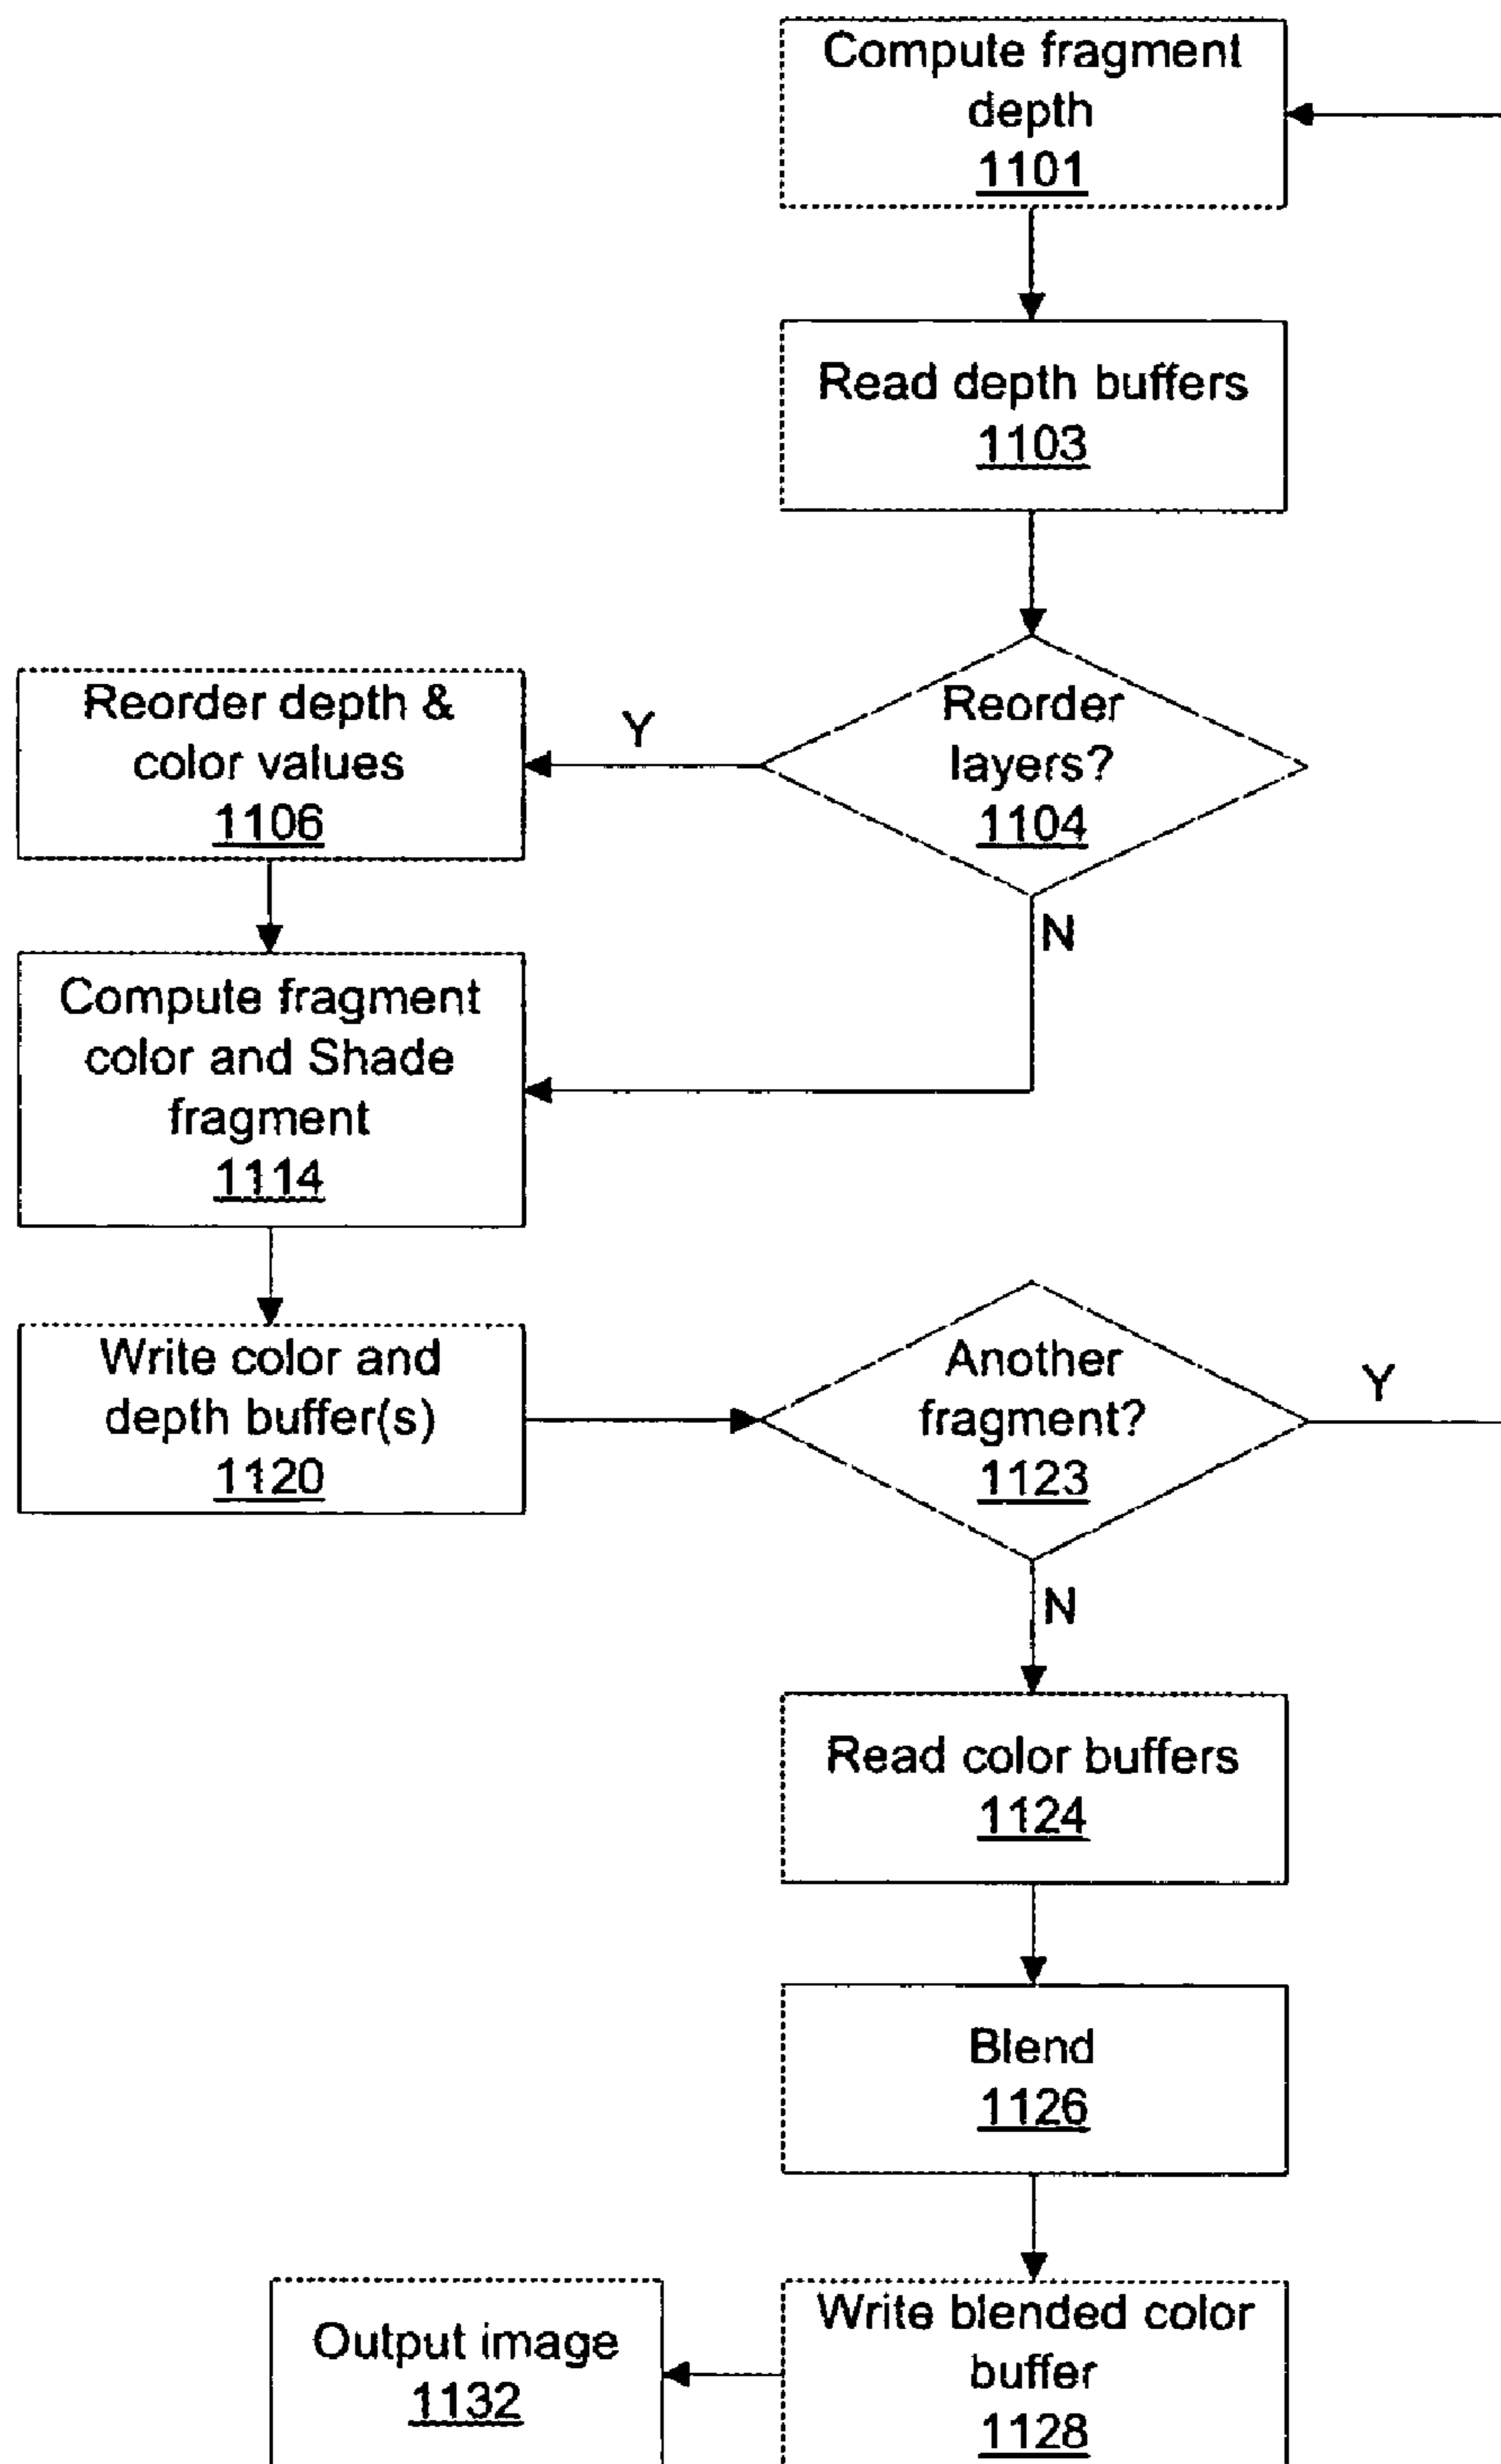 Compute fragment
depth
1101
Read depth buffers
1103
Reorder
layers?
1104
Y
N
Reorder depth &
color values
1106
Compute fragment
color and Shade
fragment
1114
Write color and
depth buffer(s)
1120
Another
fragment?
1123
Y
N
Read color buffers
1124
Blend
1126
Write blended color
buffer
1128
Output image
1132